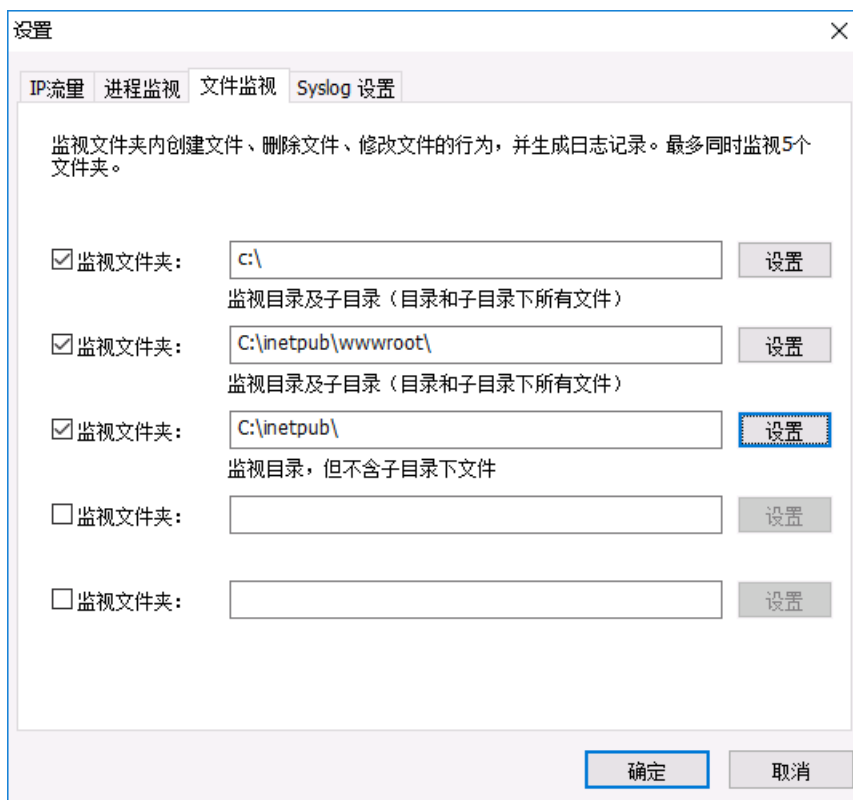 设置
IP流量 进程监视 文件监视 Syslog 设置
监视文件夹内创建文件、删除文件、修改文件的行为，并生成日志记录。最多同时监视5个
文件夹。
监视文件夹： c:\ 设置
监视目录及子目录（目录和子目录下所有文件）
监视文件夹： C:\inetpub\wwwroot\ 设置
监视目录及子目录（目录和子目录下所有文件）
监视文件夹： C:\inetpub\ 设置
监视目录，但不含子目录下文件
监视文件夹： 设置
监视文件夹： 设置
确定 取消